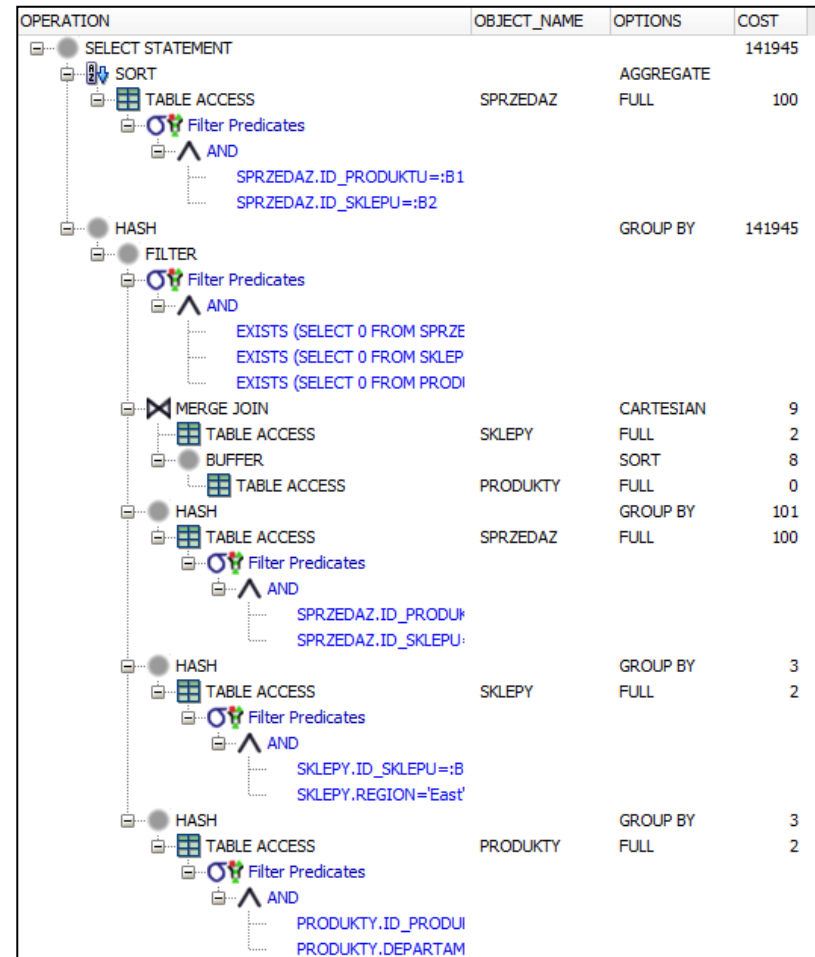 OPERATION OBJECT_NAME OPTIONS COST
SELECT STATEMENT 141945
SORT AGGREGATE
TABLE ACCESS SPRZEDAZ FULL 100
Filter Predicates
AND
SPRZEDAZ.ID_PRODUKTU=:B1
SPRZEDAZ.ID_SKLEPU=:B2
HASH GROUP BY 141945
FILTER
Filter Predicates
AND
EXISTS (SELECT 0 FROM SPRZE
EXISTS (SELECT 0 FROM SKLEP
EXISTS (SELECT 0 FROM PRODU
MERGE JOIN CARTESIAN 9
TABLE ACCESS SKLEPY FULL 2
BUFFER SORT 8
TABLE ACCESS PRODUKTY FULL 0
HASH GROUP BY 101
TABLE ACCESS SPRZEDAZ FULL 100
Filter Predicates
AND
SPRZEDAZ.ID_PRODUK
SPRZEDAZ.ID_SKLEPU=
HASH GROUP BY 3
TABLE ACCESS SKLEPY FULL 2
Filter Predicates
AND
SKLEPY.ID_SKLEPU=:B
SKLEPY.REGION='East'
HASH GROUP BY 3
TABLE ACCESS PRODUKTY FULL 2
Filter Predicates
AND
PRODUKTY.ID_PRODU
PRODUKTY.DEPARTAM